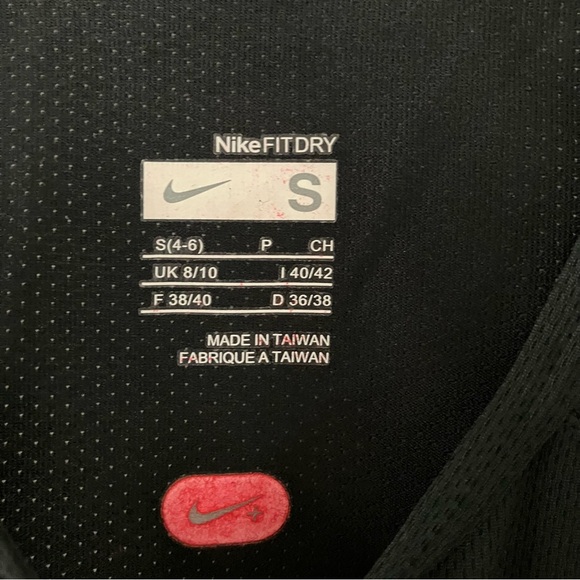 NikeFITDRY
S
S(4-6) P CH
UK 8/10 I 40/42
F 38/40 D 36/38
MADE IN TAIWAN
FABRIQUE A TAIWAN